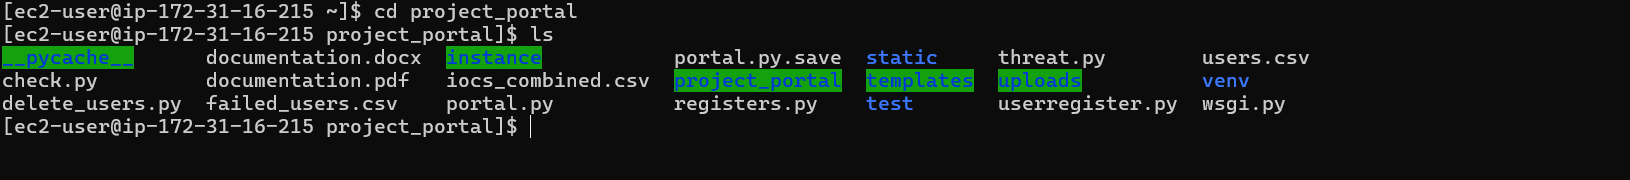 [ec2-user@ip-172-31-16-215 ~]$ cd project_portal
[ec2-user@ip-172-31-16-215 project_portal]$ ls
__pycache__      documentation.docx  instance           portal.py.save  static     threat.py        users.csv
check.py         documentation.pdf   iocs_combined.csv  project_portal  templates  uploads          venv
delete_users.py  failed_users.csv    portal.py          registers.py    test       userregister.py  wsgi.py
[ec2-user@ip-172-31-16-215 project_portal]$